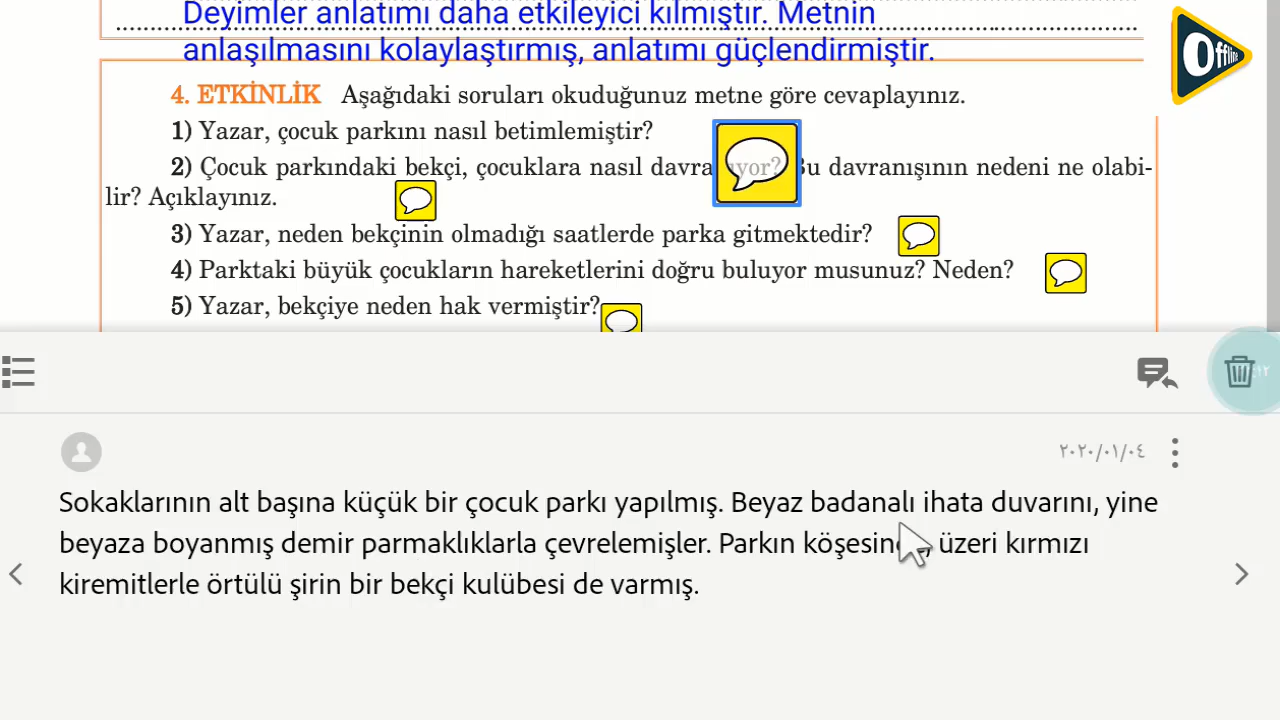 Deyimler anlatımı daha etkileyici kılmıştır. Metnin
anlaşılmasını kolaylaştırmış, anlatımı güçlendirmiştir.
Offline
4. ETKİNLİK Aşağıdaki soruları okuduğunuz metne göre cevaplayınız.
1) Yazar, çocuk parkını nasıl betimlemiştir?
2) Çocuk parkındaki bekçi, çocuklara nasıl davranıyor? Bu davranışının nedeni ne olabi-
lir? Açıklayınız.
3) Yazar, neden bekçinin olmadığı saatlerde parka gitmektedir?
4) Parktaki büyük çocukların hareketlerini doğru buluyor musunuz? Neden?
5) Yazar, bekçiye neden hak vermiştir?
٢٠٢٠/٠١/٠٤
Sokaklarının alt başına küçük bir çocuk parkı yapılmış. Beyaz badanalı ihata duvarını, yine
beyaza boyanmış demir parmaklıklarla çevrelemişler. Parkın köşesinde, üzeri kırmızı
kiremitlerle örtülü şirin bir bekçi kulübesi de varmış.